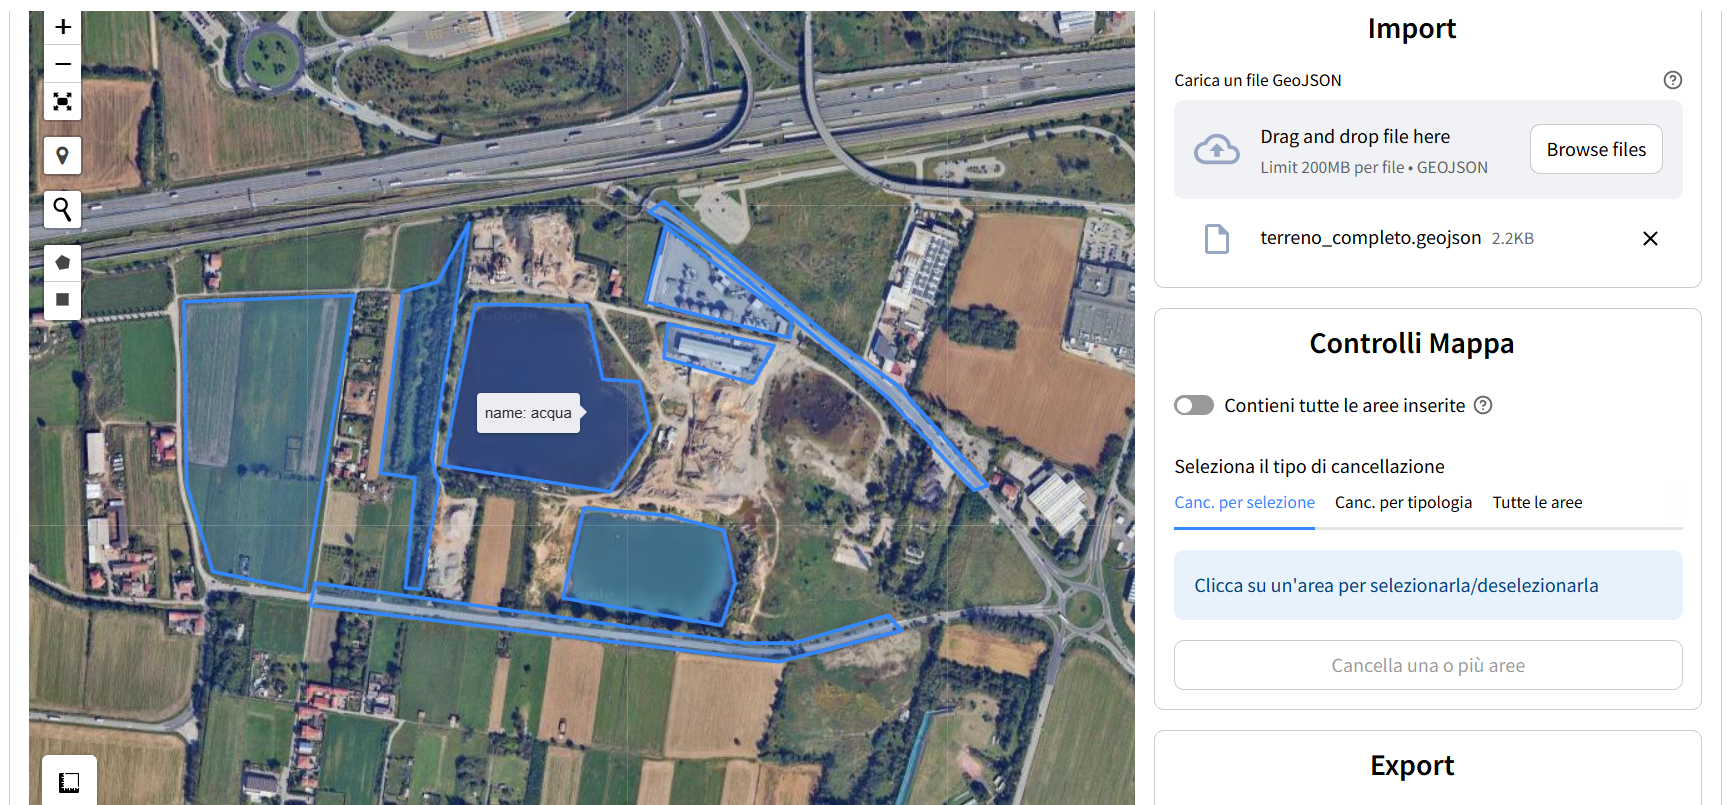 +
−
name: acqua
Import
Carica un file GeoJSON
Drag and drop file here
Limit 200MB per file • GEOJSON
Browse files
terreno_completo.geojson 2.2KB
Controlli Mappa
Contieni tutte le aree inserite
Seleziona il tipo di cancellazione
Canc. per selezione Canc. per tipologia Tutte le aree
Clicca su un'area per selezionarla/deselezionarla
Cancella una o più aree
Export